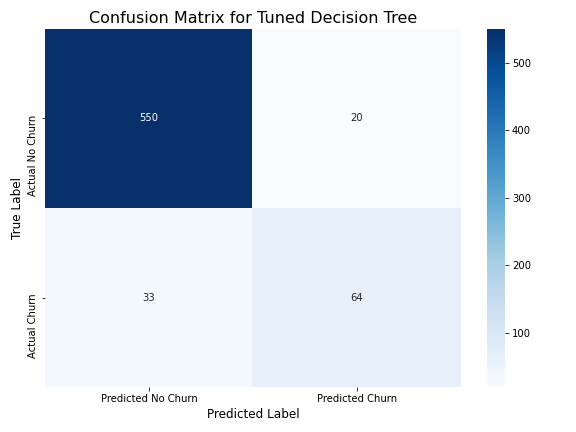 Confusion Matrix for Tuned Decision Tree
True Label
Actual No Churn
Actual Churn
550
20
33
64
Predicted No Churn
Predicted Churn
Predicted Label
500
400
300
200
100